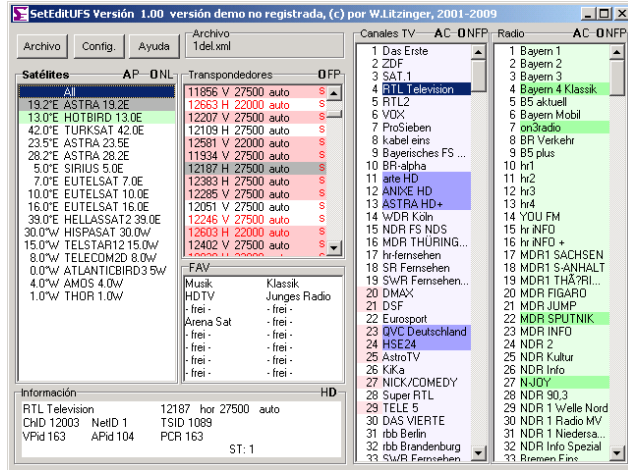 SetEditUFS Versión 1.00 versión demo no registrada, (c) por W.Litzinger, 2001-2009
Archivo Config. Ayuda
Archivo
1del.xml
Satélites AP ONL
All
19.2°E ASTRA 19.2E
13.0°E HOTBIRD 13.0E
42.0°E TURKSAT 42.0E
23.5°E ASTRA 23.5E
28.2°E ASTRA 28.2E
5.0°E SIRIUS 5.0E
7.0°E EUTELSAT 7.0E
10.0°E EUTELSAT 10.0E
16.0°E EUTELSAT 16.0E
39.0°E HELLASSAT2 39.0E
30.0°W HISPASAT 30.0W
15.0°W TELSTAR12 15.0W
8.0°W TELECOM2D 8.0W
0.0°W ATLANTICBIRD3 5W
4.0°W AMOS 4.0W
1.0°W THOR 1.0W
Transpondedores OFP
11856 V 27500 auto S
12663 H 22000 auto S
12207 V 27500 auto S
12109 H 27500 auto S
12581 V 22000 auto S
11934 V 27500 auto S
12187 H 27500 auto S
12383 H 27500 auto S
12285 V 27500 auto S
12051 V 27500 auto S
12246 V 27500 auto S
12603 H 22000 auto S
12402 V 27500 auto S
FAV
Musik Klassik
HDTV Junges Radio
- frei - - frei -
Arena Sat - frei -
- frei - - frei -
- frei - - frei -
- frei - - frei -
- frei - - frei -
Información HD
RTL Television 12187 hor 27500 auto
ChID 12003 NetID 1 TSID 1089
VPid 163 APid 104 PCR 163
ST: 1
Canales TV AC ONFP
1 Das Erste
2 ZDF
3 SAT.1
4 RTL Television
5 RTL2
6 VOX
7 ProSieben
8 kabel eins
9 Bayerisches FS ...
10 BR-alpha
11 arte HD
12 ANIXE HD
13 ASTRA HD+
14 WDR Köln
15 NDR FS NDS
16 MDR THÜRING...
17 hr-fernsehen
18 SR Fernsehen
19 SWR Fernsehen...
20 DMAX
21 DSF
22 Eurosport
23 QVC Deutschland
24 HSE24
25 AstroTV
26 KiKa
27 NICK/COMEDY
28 Super RTL
29 TELE 5
30 DAS VIERTE
31 rbb Berlin
32 rbb Brandenburg
33 SWR Fernsehen
Radio AC ONFP
1 Bayern 1
2 Bayern 2
3 Bayern 3
4 Bayern 4 Klassik
5 B5 aktuell
6 Bayern Mobil
7 on3radio
8 BR Verkehr
9 B5 plus
10 hr1
11 hr2
12 hr3
13 hr4
14 YOU FM
15 hr iNFO
16 hr iNFO +
17 MDR1 SACHSEN
18 MDR1 S-ANHALT
19 MDR1 THÃ?RI...
20 MDR FIGARO
21 MDR JUMP
22 MDR SPUTNIK
23 MDR INFO
24 NDR 2
25 NDR Kultur
26 NDR Info
27 N-JOY
28 NDR 90,3
29 NDR 1 Welle Nord
30 NDR 1 Radio MV
31 NDR 1 Niedersa...
32 NDR Info Spezial
33 Bremen Eins